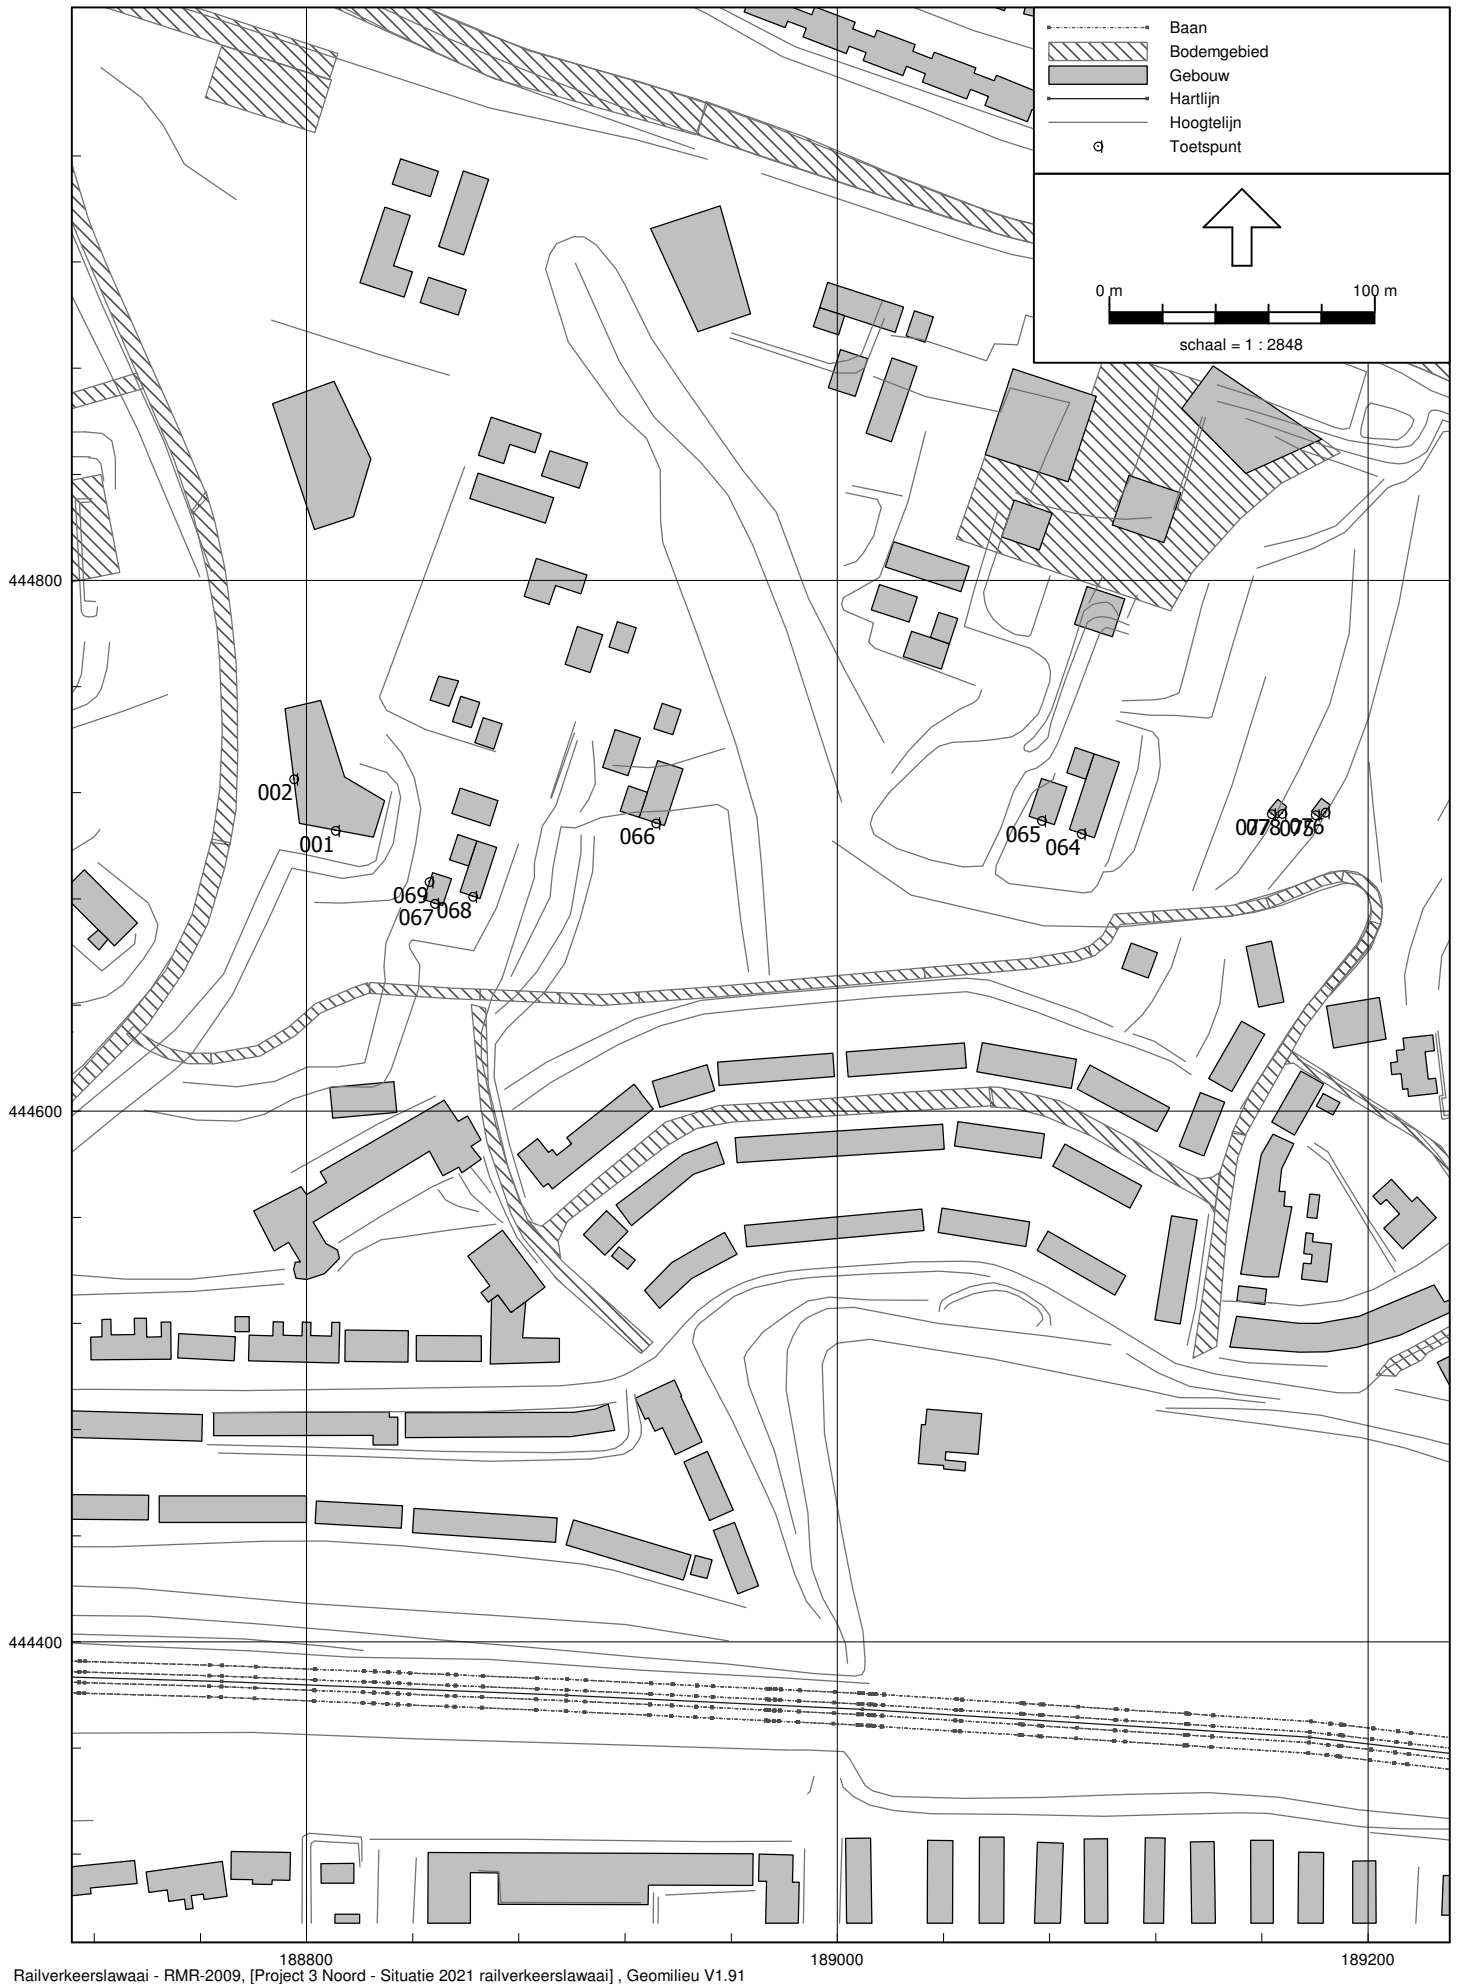 Baan
Bodemgebied
Gebouw
Hartlijn
Hoogtelijn
Toetspunt
0 m 100 m
schaal = 1 : 2848
444800
002
001
066
065
064
069
067
068
444600
444400
188800 189000 189200
Railverkeerslawaai - RMR-2009, [Project 3 Noord - Situatie 2021 railverkeerslawaai] , Geomilieu V1.91